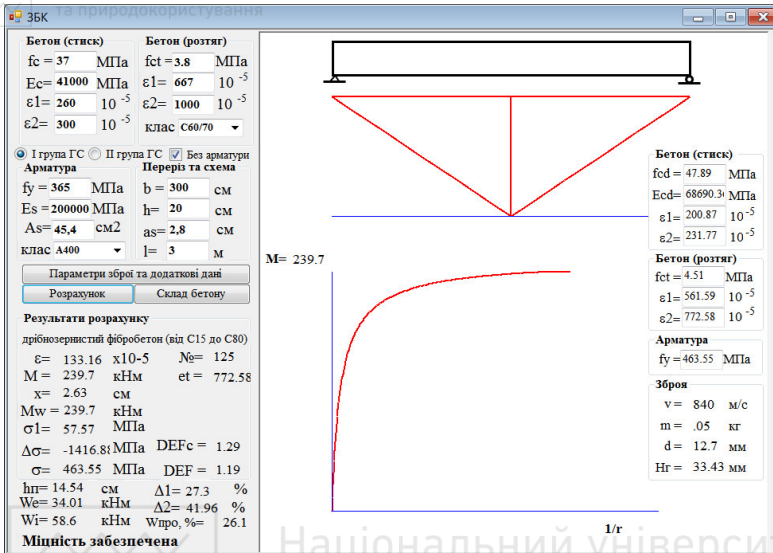 та природокористування
ЗБК
Бетон (стиск)
fc = 37 МПа
Ec= 41000 МПа
ε1= 260 10 -5
ε2= 300 10 -5
Бетон (розтяг)
fct = 3.8 МПа
ε1= 667 10 -5
ε2= 1000 10 -5
клас C60/70
І група ГС ІІ група ГС Без арматури
Арматура
fy = 365 МПа
Es = 200000 МПа
As= 45,4 см2
клас A400
Переріз та схема
b = 300 см
h= 20 см
as= 2,8 см
l= 3 м
Параметри зброї та додаткові дані
Розрахунок Склад бетону
Результати розрахунку
дрібнозернистий фібробетон (від С15 до С80)
ε= 133.16 x10-5 №= 125
M = 239.7 кНм et = 772.58
x= 2.63 см
Mw = 239.7 кНм
σ1= 57.57 МПа
Δσ= -1416.88 МПа DEFc = 1.29
σ= 463.55 МПа DEF = 1.19
hп= 14.54 см Δ1= 27.3 %
We= 34.01 кНм Δ2= 41.96 %
Wi= 58.6 кНм Wпро, %= 26.1
Міцність забезпечена
M= 239.7
1/r
Бетон (стиск)
fcd = 47.89 МПа
Ecd= 68690.3 МПа
ε1= 200.87 10 -5
ε2= 231.77 10 -5
Бетон (розтяг)
fct = 4.51 МПа
ε1= 561.59 10 -5
ε2= 772.58 10 -5
Арматура
fy = 463.55 МПа
Зброя
v = 840 м/с
m = .05 кг
d = 12.7 мм
Hг = 33.43 мм
Національний універси